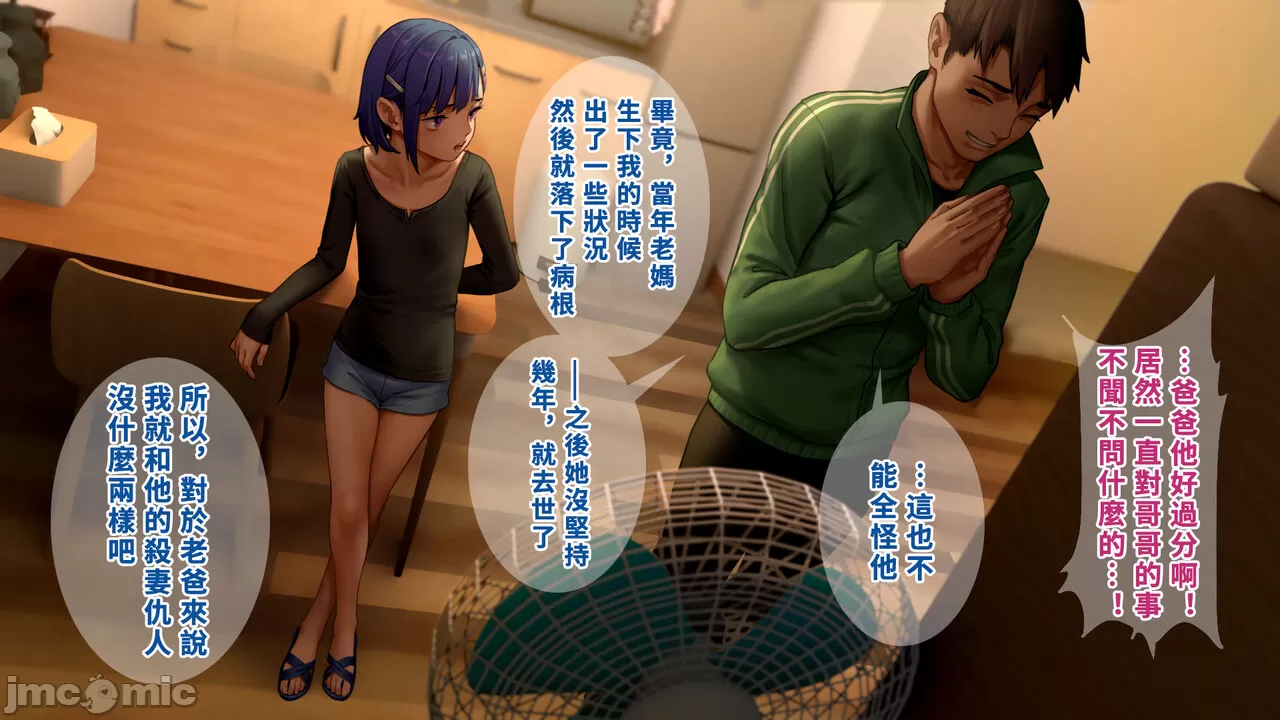 …爸爸他好過分啊!
居然一直對哥哥的事
不聞不問什麼的…!
…這也不
能全怪他
畢竟，當年老媽
生下我的時候
出了一些狀況
然後就落下了病根
——之後她沒堅持
幾年，就去世了
所以，對於老爸來說
我就和他的殺妻仇人
沒什麼兩樣吧
jmcomic